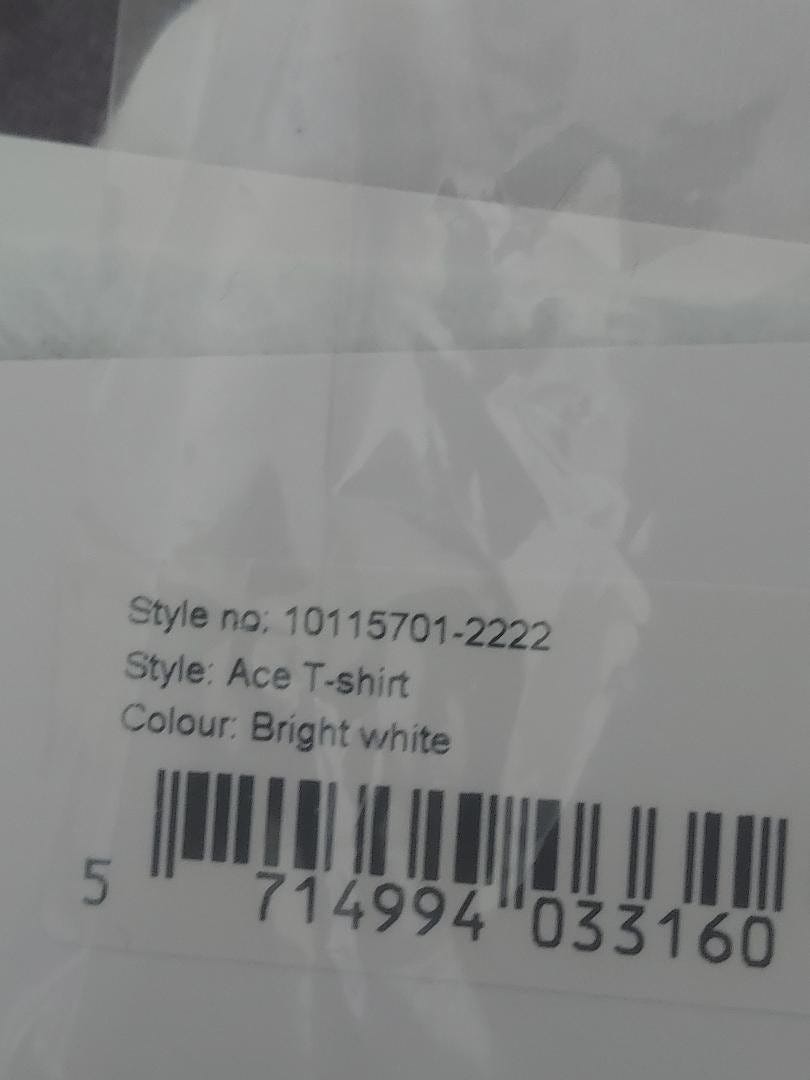 Style no: 10115701-2222
Style: Ace T-shirt
Colour: Bright white
5 714994 033160